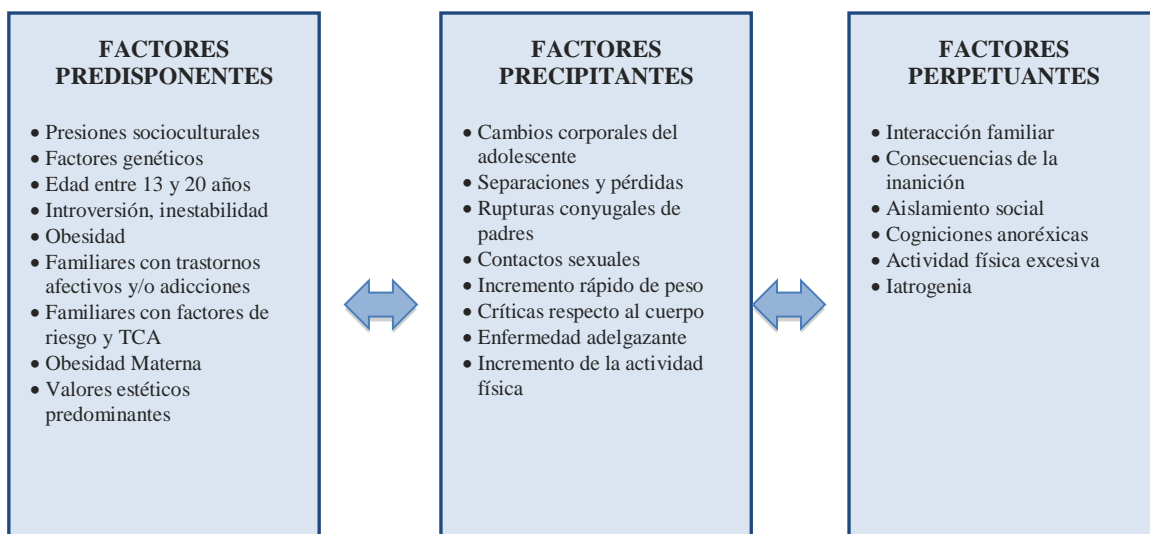 FACTORES
PREDISPONENTES
• Presiones socioculturales
• Factores genéticos
• Edad entre 13 y 20 años
• Introversión, inestabilidad
• Obesidad
• Familiares con trastornos
afectivos y/o adicciones
• Familiares con factores de
riesgo y TCA
• Obesidad Materna
• Valores estéticos
predominantes
FACTORES
PRECIPITANTES
• Cambios corporales del
adolescente
• Separaciones y pérdidas
• Rupturas conyugales de
padres
• Contactos sexuales
• Incremento rápido de peso
• Críticas respecto al cuerpo
• Enfermedad adelgazante
• Incremento de la actividad
física
FACTORES
PERPETUANTES
• Interacción familiar
• Consecuencias de la
inanición
• Aislamiento social
• Cogniciones anoréxicas
• Actividad física excesiva
• Iatrogenia